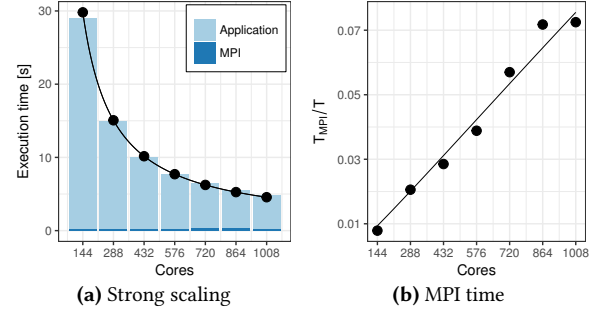 Execution time [s]
30
20
10
0
Application
MPI
144 288 432 576 720 864 1008
Cores
(a) Strong scaling
T_MPI/T
0.07
0.05
0.03
0.01
144 288 432 576 720 864 1008
Cores
(b) MPI time